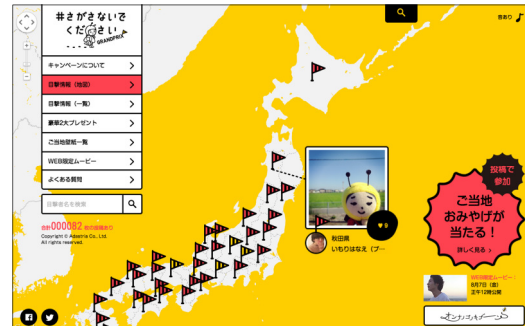 #さがさないで
ください
GRANDPRIX
キャンペーンについて
目撃情報（地図）
目撃情報（一覧）
豪華2大プレゼント
ご当地壁紙一覧
WEB限定ムービー
よくある質問
目撃者名を検索
合計000082件の投稿あり
Copyright © Adastria Co., Ltd.
All rights reserved.
音あり
♥9
秋田県
いもりはなえ（プ…
投稿で
参加
ご当地
おみやげが
当たる！
詳しく見る
WEB限定ムービー
8月7日（金）
正午12時公開